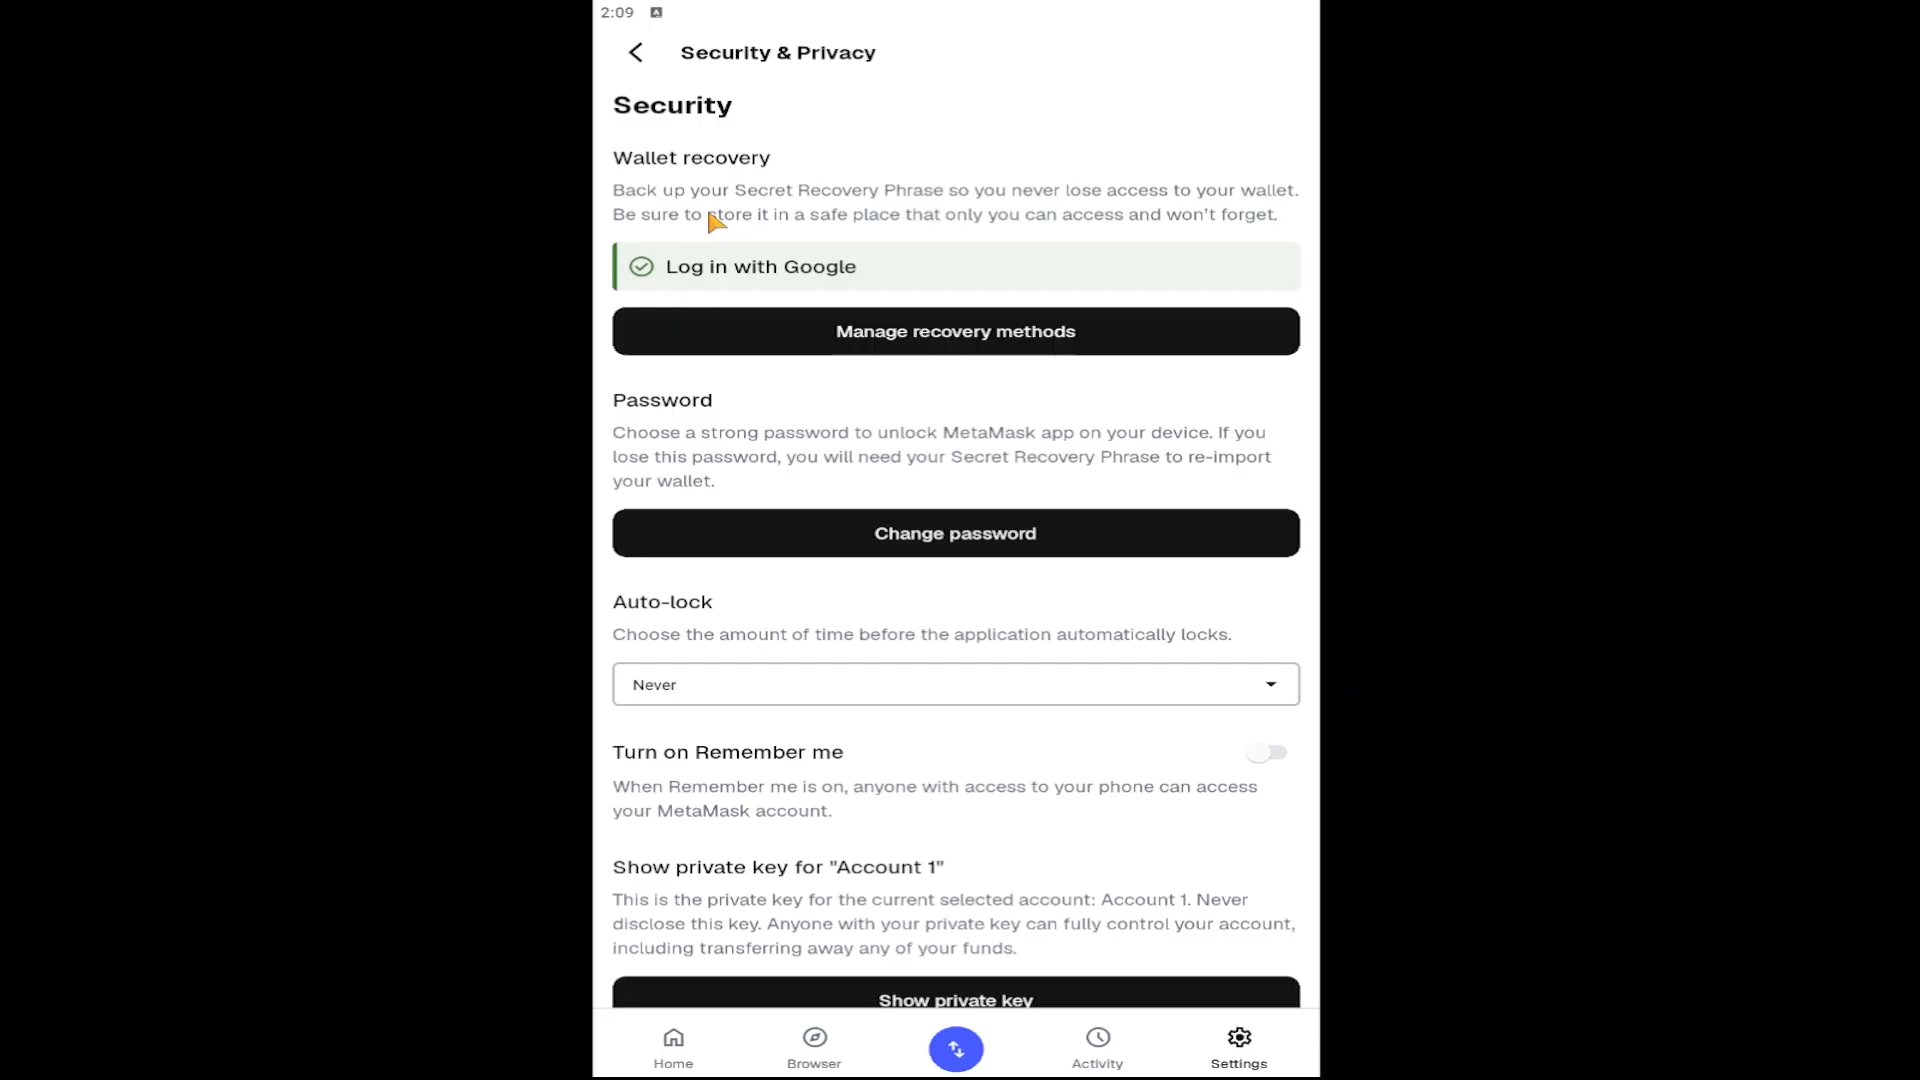 2:09
Security & Privacy
Security
Wallet recovery
Back up your Secret Recovery Phrase so you never lose access to your wallet.
Be sure to store it in a safe place that only you can access and won't forget.
Log in with Google
Manage recovery methods
Password
Choose a strong password to unlock MetaMask app on your device. If you
lose this password, you will need your Secret Recovery Phrase to re-import
your wallet.
Change password
Auto-lock
Choose the amount of time before the application automatically locks.
Never
Turn on Remember me
When Remember me is on, anyone with access to your phone can access
your MetaMask account.
Show private key for "Account 1"
This is the private key for the current selected account: Account 1. Never
disclose this key. Anyone with your private key can fully control your account,
including transferring away any of your funds.
Show private key
Home
Browser
Activity
Settings